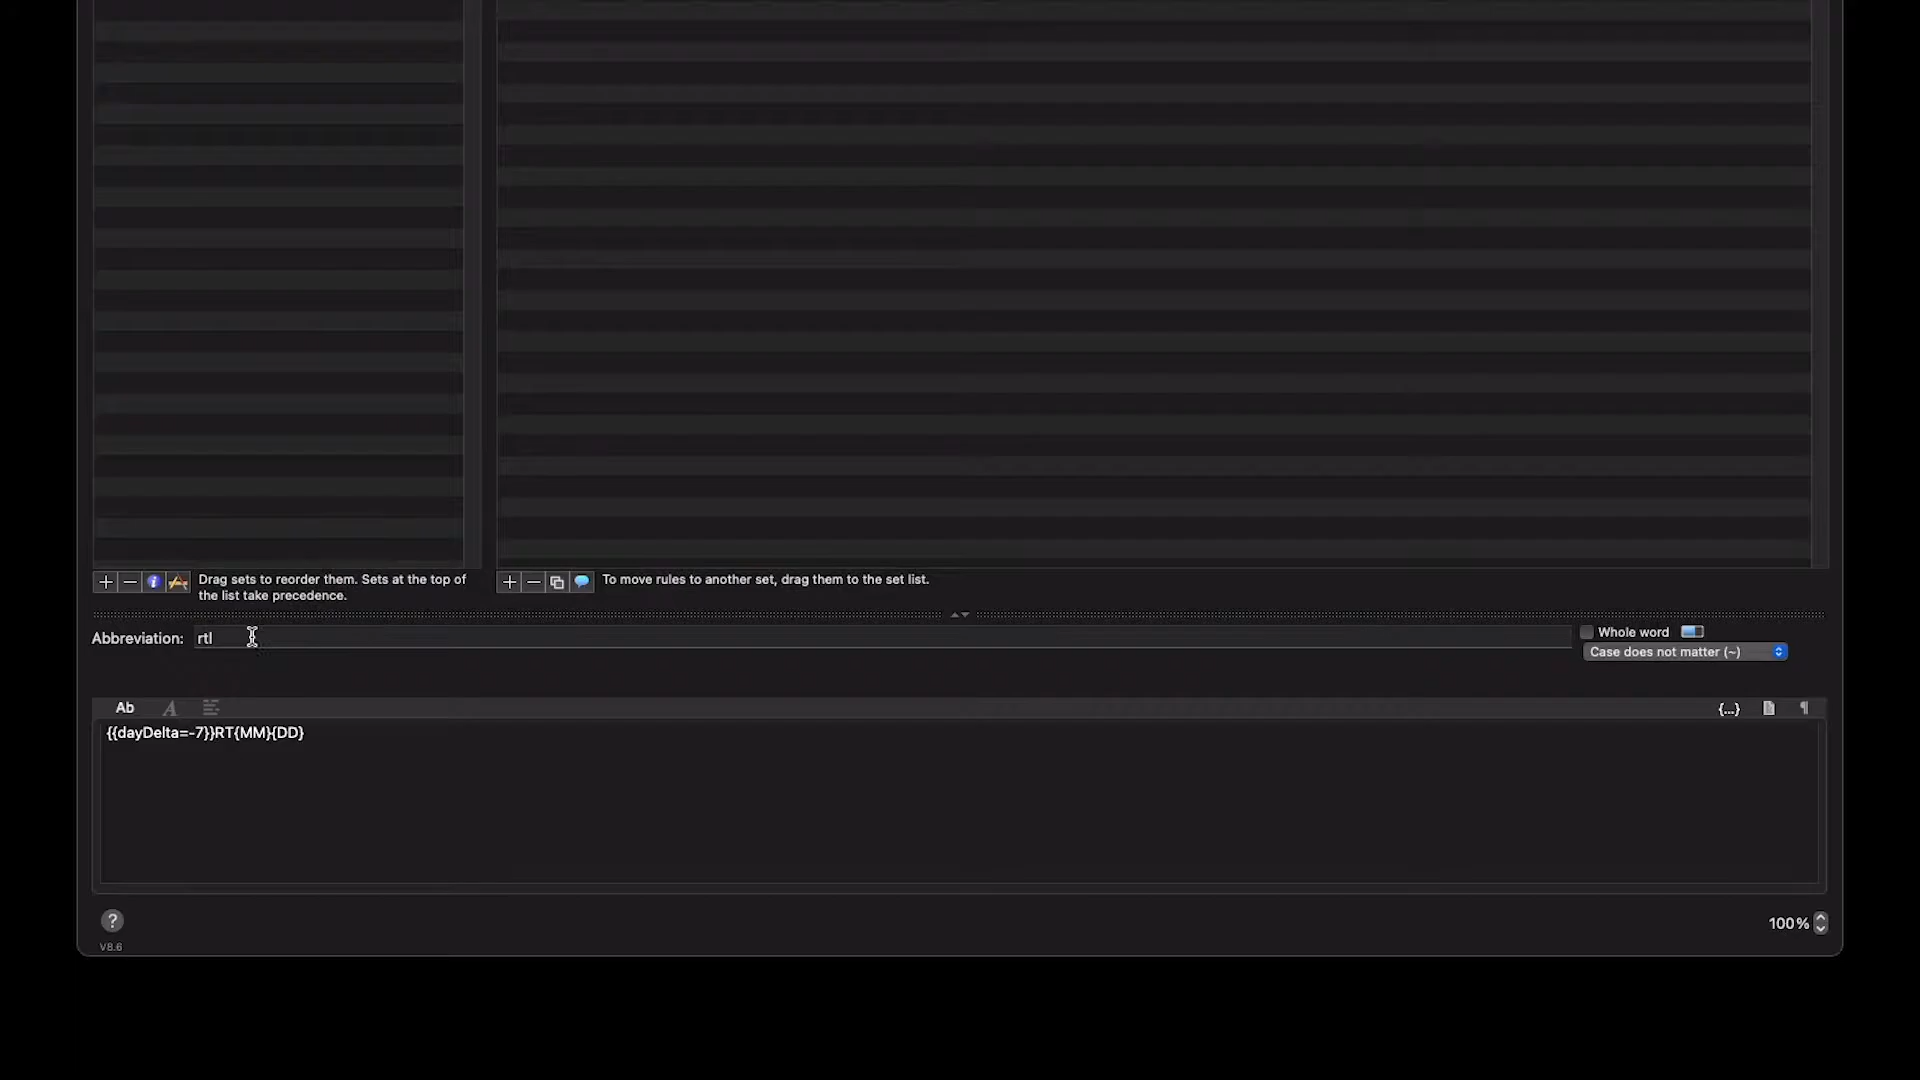 Drag sets to reorder them. Sets at the top of
the list take precedence.
To move rules to another set, drag them to the set list.
Abbreviation: rtl
Whole word
Case does not matter (~)
Ab A {...} ¶
{{dayDelta=-7}}RT{MM}{DD}
?
V8.6
100%